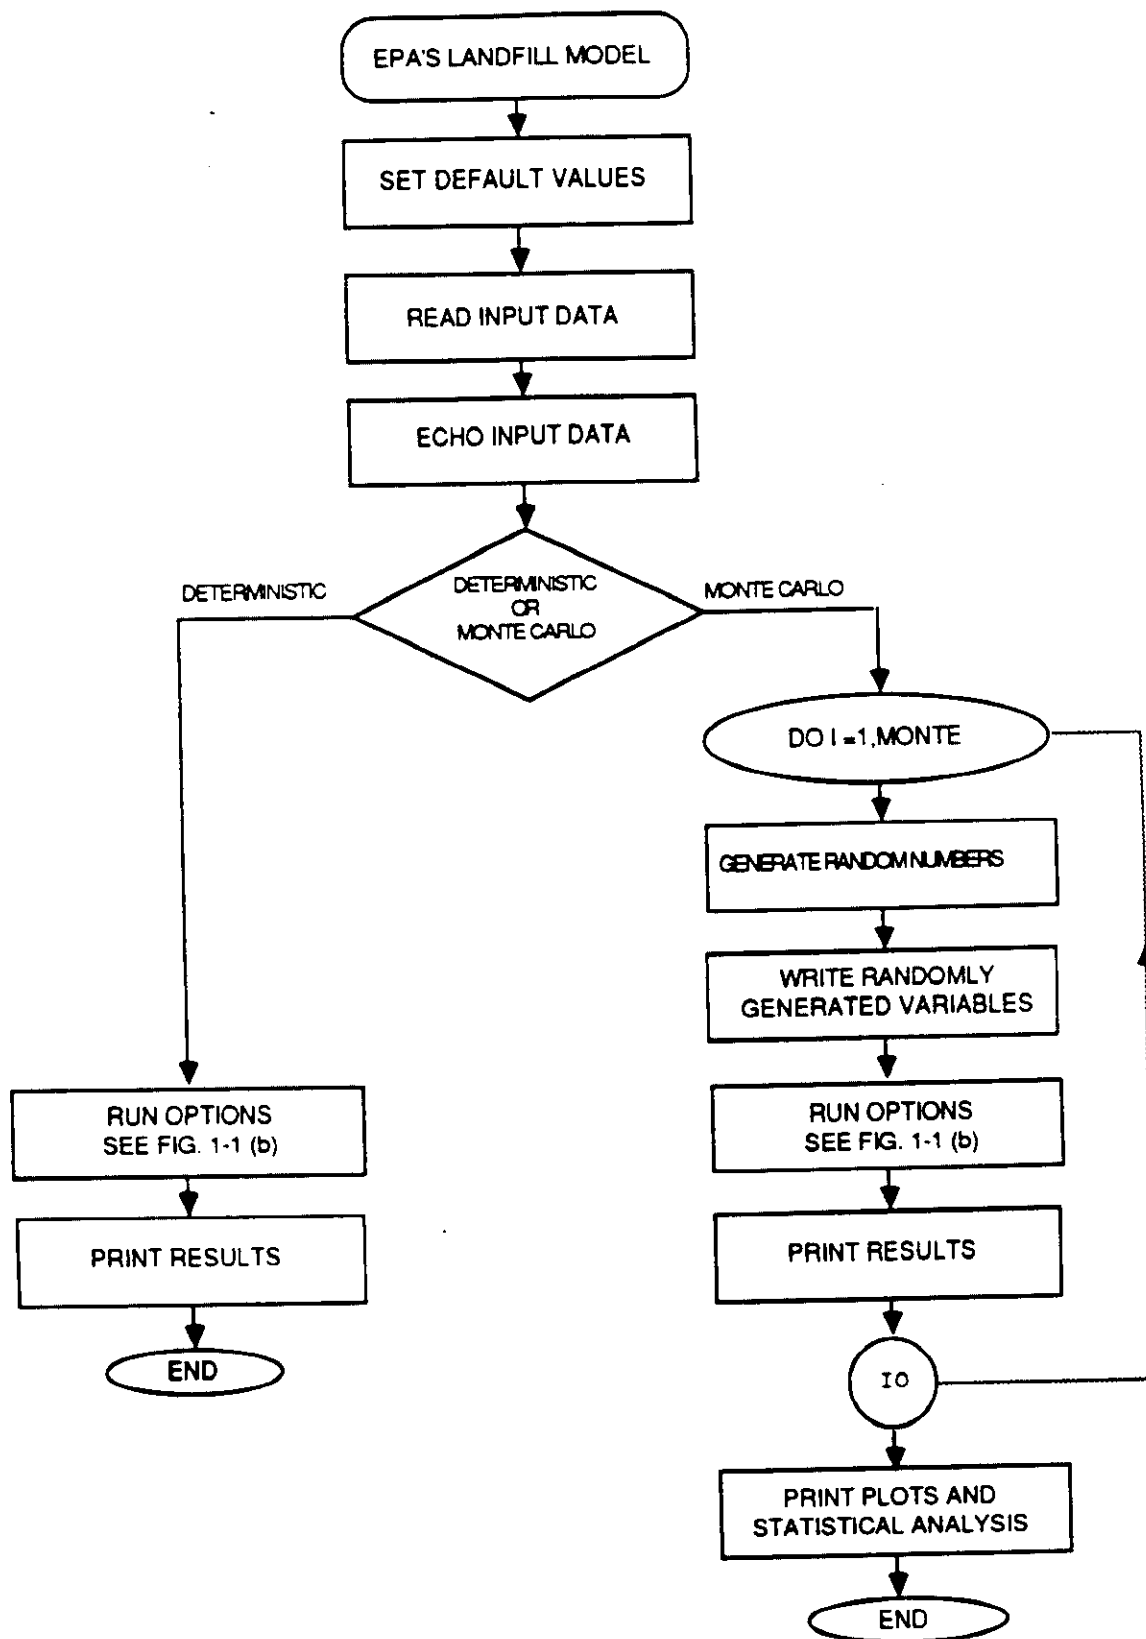 EPA'S LANDFILL MODEL
SET DEFAULT VALUES
READ INPUT DATA
ECHO INPUT DATA
DETERMINISTIC
DETERMINISTIC
OR
MONTE CARLO
MONTE CARLO
DO I =1,MONTE
GENERATE RANDOM NUMBERS
WRITE RANDOMLY
GENERATED VARIABLES
RUN OPTIONS
SEE FIG. 1-1 (b)
RUN OPTIONS
SEE FIG. 1-1 (b)
PRINT RESULTS
PRINT RESULTS
END
IO
PRINT PLOTS AND
STATISTICAL ANALYSIS
END